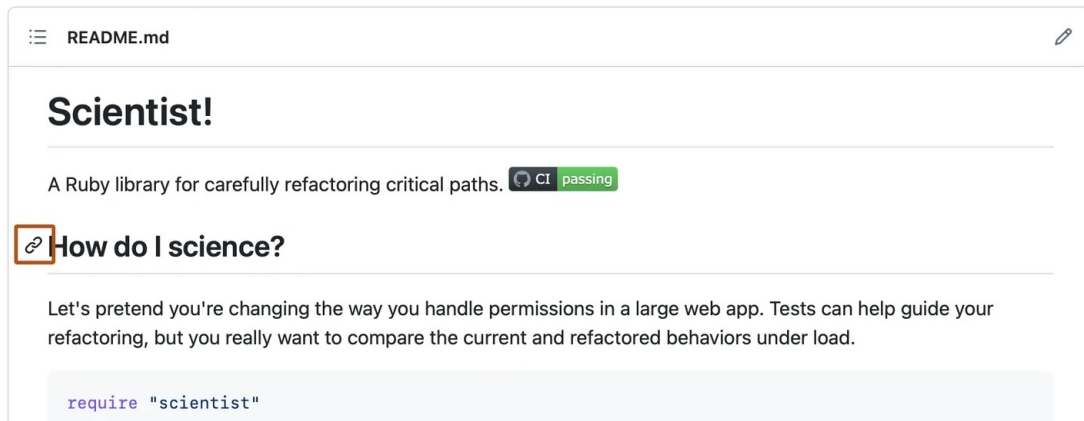 README.md
Scientist!
A Ruby library for carefully refactoring critical paths. CI passing
How do I science?
Let's pretend you're changing the way you handle permissions in a large web app. Tests can help guide your
refactoring, but you really want to compare the current and refactored behaviors under load.
require "scientist"